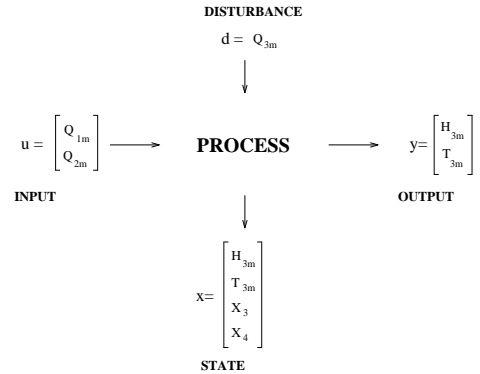 DISTURBANCE
d = Q3m
u = [Q1m Q2m]
PROCESS
y= [H3m T3m]
INPUT
OUTPUT
x= [H3m T3m X3 X4]
STATE